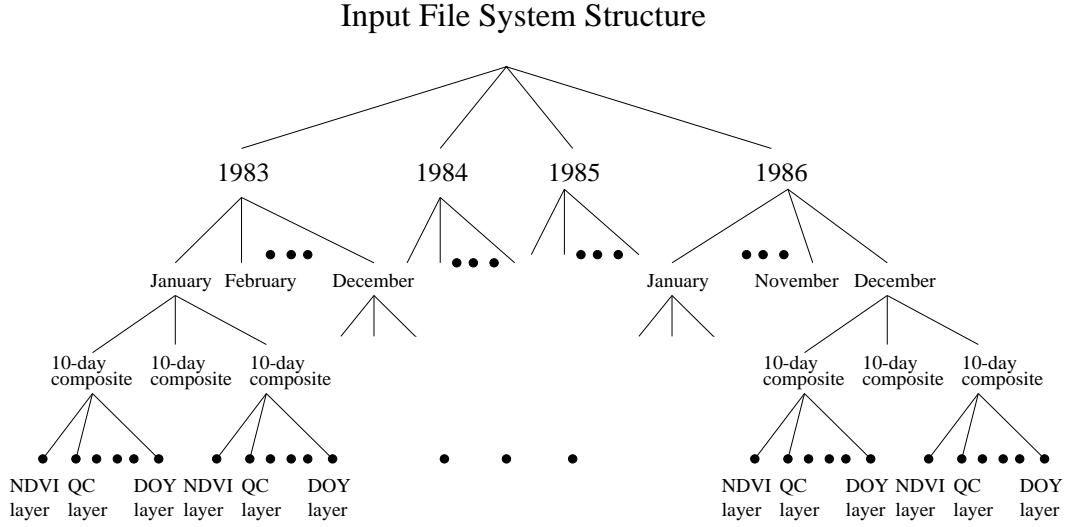 Input File System Structure
1983 1984 1985 1986
January February December January November December
10-day composite 10-day composite 10-day composite 10-day composite 10-day composite 10-day composite
NDVI layer QC layer DOY layer NDVI layer QC layer DOY layer NDVI layer QC layer DOY layer NDVI layer QC layer DOY layer